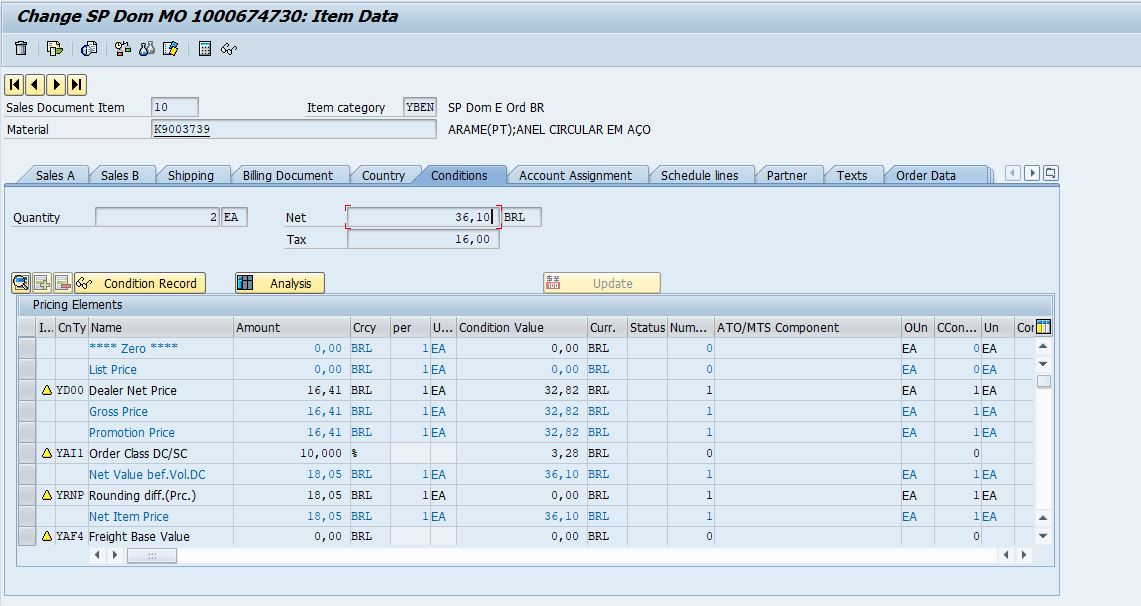 Change SP Dom MO 1000674730: Item Data
Sales Document Item 10 Item category YBEN SP Dom E Ord BR
Material K9003739 ARAME(PT);ANEL CIRCULAR EM AÇO
Sales A Sales B Shipping Billing Document Country Conditions Account Assignment Schedule lines Partner Texts Order Data
Quantity 2 EA Net 36,10 BRL
Tax 16,00
Condition Record Analysis Update
Pricing Elements
I... CnTy Name Amount Crcy per U... Condition Value Curr. Status Num... ATO/MTS Component OUn CCon... Un Con
**** Zero **** 0,00 BRL 1 EA 0,00 BRL 0 EA 0 EA
List Price 0,00 BRL 1 EA 0,00 BRL 0 EA 0 EA
YD00 Dealer Net Price 16,41 BRL 1 EA 32,82 BRL 1 EA 1 EA
Gross Price 16,41 BRL 1 EA 32,82 BRL 1 EA 1 EA
Promotion Price 16,41 BRL 1 EA 32,82 BRL 1 EA 1 EA
YAI1 Order Class DC/SC 10,000 % 3,28 BRL 0 0
Net Value bef.Vol.DC 18,05 BRL 1 EA 36,10 BRL 1 EA 1 EA
YRNP Rounding diff.(Prc.) 18,05 BRL 1 EA 0,00 BRL 1 EA 1 EA
Net Item Price 18,05 BRL 1 EA 36,10 BRL 1 EA 1 EA
YAF4 Freight Base Value 0,00 BRL 0,00 BRL 0 0